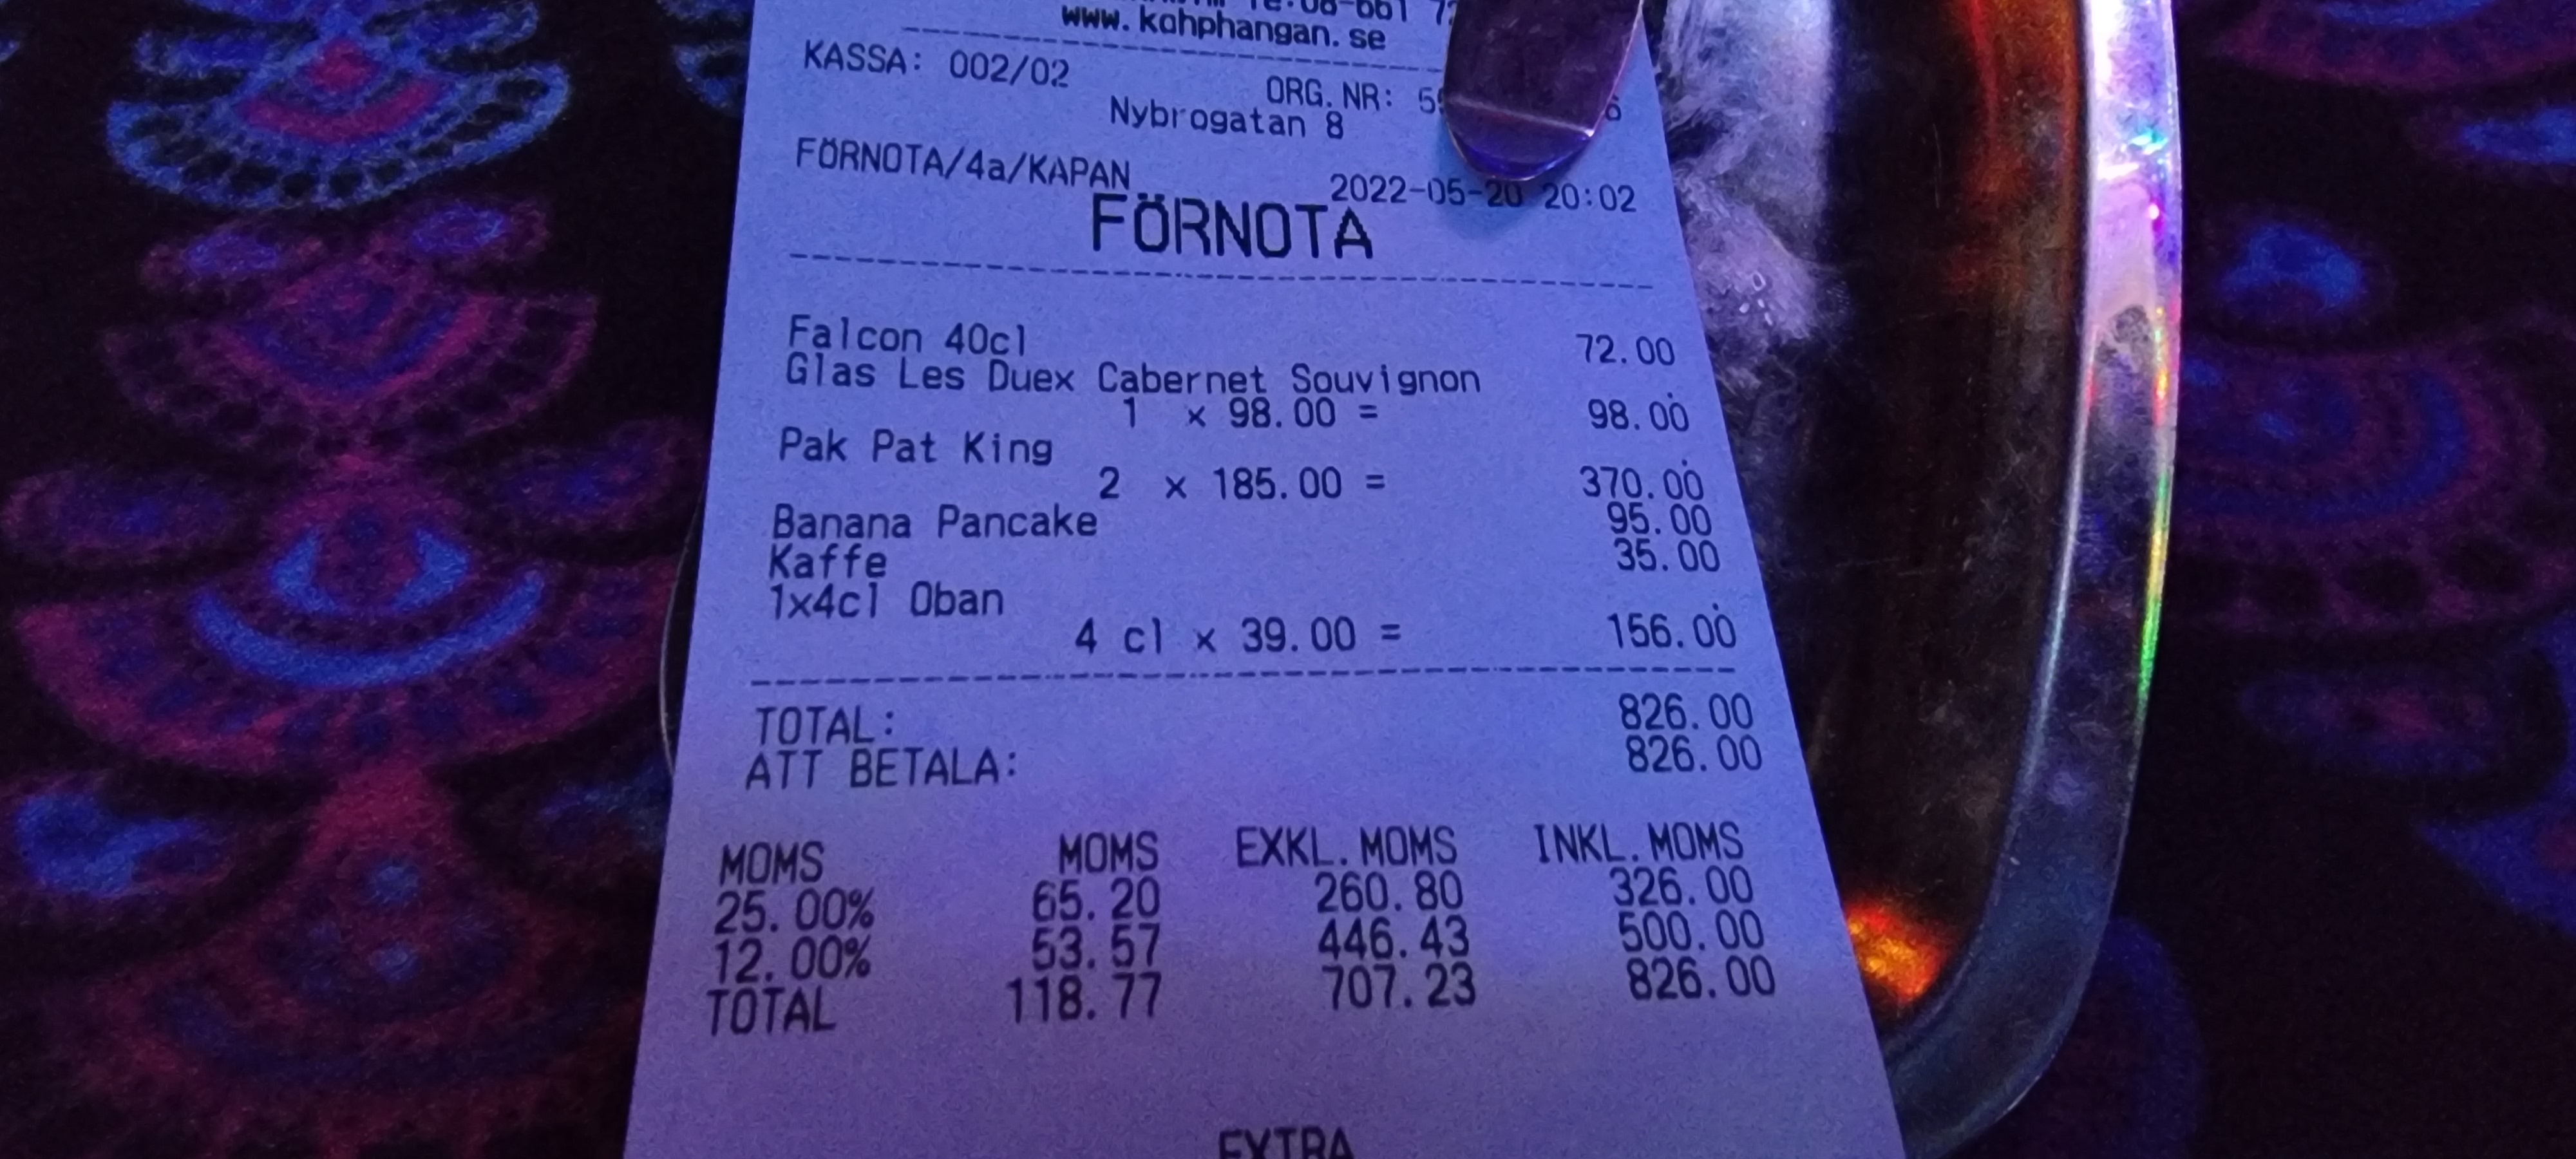 www.kohphangan.se
KASSA: 002/02
ORG.NR:
Nybrogatan 8
FÖRNOTA/4a/KAPAN
2022-05-20 20:02
FÖRNOTA
Falcon 40cl 72.00
Glas Les Duex Cabernet Souvignon
1 x 98.00 = 98.00
Pak Pat King
2 x 185.00 = 370.00
Banana Pancake 95.00
Kaffe 35.00
1x4cl Oban
4 cl x 39.00 = 156.00
TOTAL: 826.00
ATT BETALA: 826.00
MOMS MOMS EXKL.MOMS INKL.MOMS
25.00% 65.20 260.80 326.00
12.00% 53.57 446.43 500.00
TOTAL 118.77 707.23 826.00
EXTRA